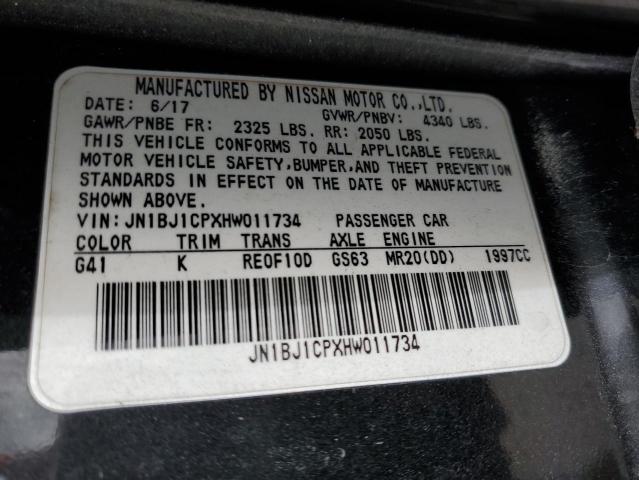 MANUFACTURED BY NISSAN MOTOR CO.,LTD.
DATE: 6/17 GVWR/PNBV: 4340 LBS.
GAWR/PNBE FR: 2325 LBS. RR: 2050 LBS.
THIS VEHICLE CONFORMS TO ALL APPLICABLE FEDERAL
MOTOR VEHICLE SAFETY,BUMPER,AND THEFT PREVENTION
STANDARDS IN EFFECT ON THE DATE OF MANUFACTURE
SHOWN ABOVE.
VIN:JN1BJ1CPXHW011734 PASSENGER CAR
COLOR TRIM TRANS AXLE ENGINE
G41 K RE0F10D GS63 MR20(DD) 1997CC
JN1BJ1CPXHW011734